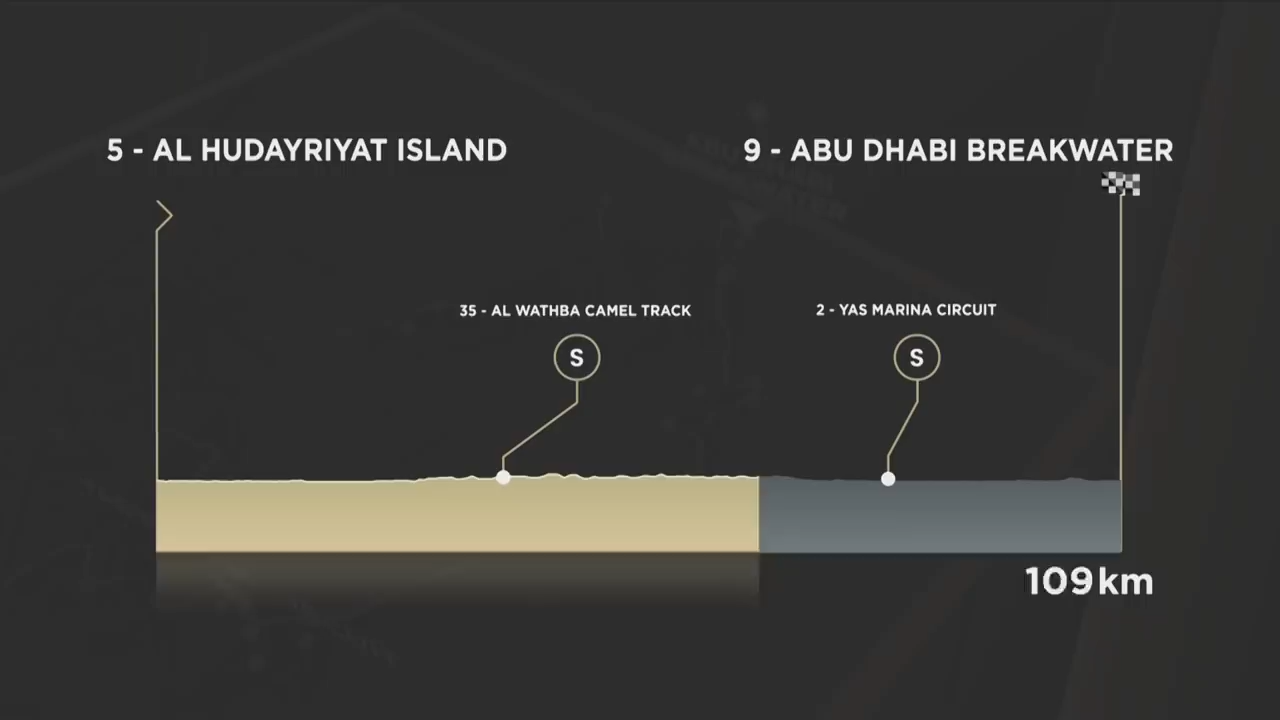 5 - AL HUDAYRIYAT ISLAND
9 - ABU DHABI BREAKWATER
35 - AL WATHBA CAMEL TRACK
2 - YAS MARINA CIRCUIT
S
S
109km